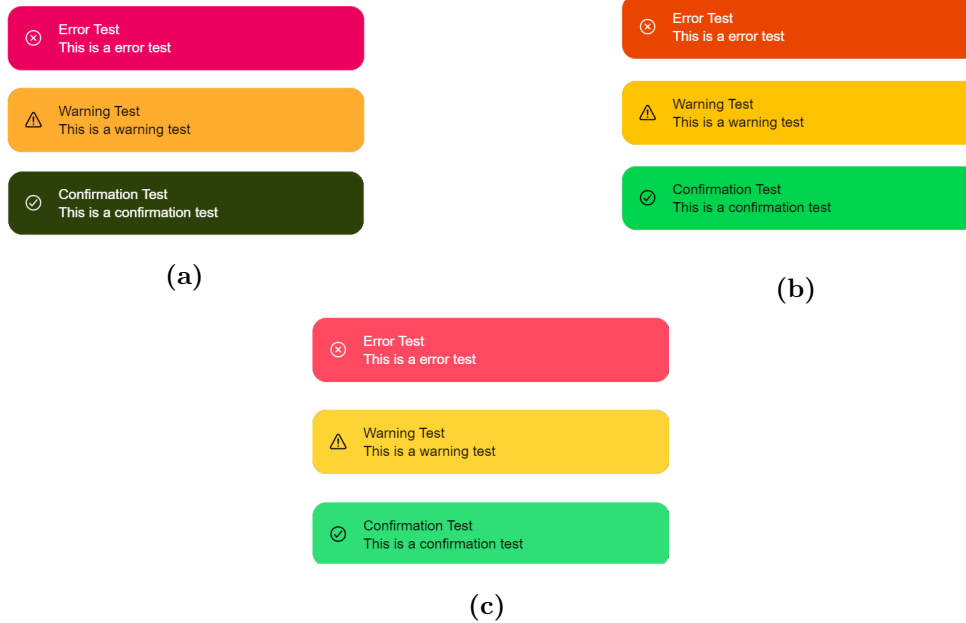 Error Test
This is a error test
Warning Test
This is a warning test
Confirmation Test
This is a confirmation test
(a)
Error Test
This is a error test
Warning Test
This is a warning test
Confirmation Test
This is a confirmation test
(b)
Error Test
This is a error test
Warning Test
This is a warning test
Confirmation Test
This is a confirmation test
(c)